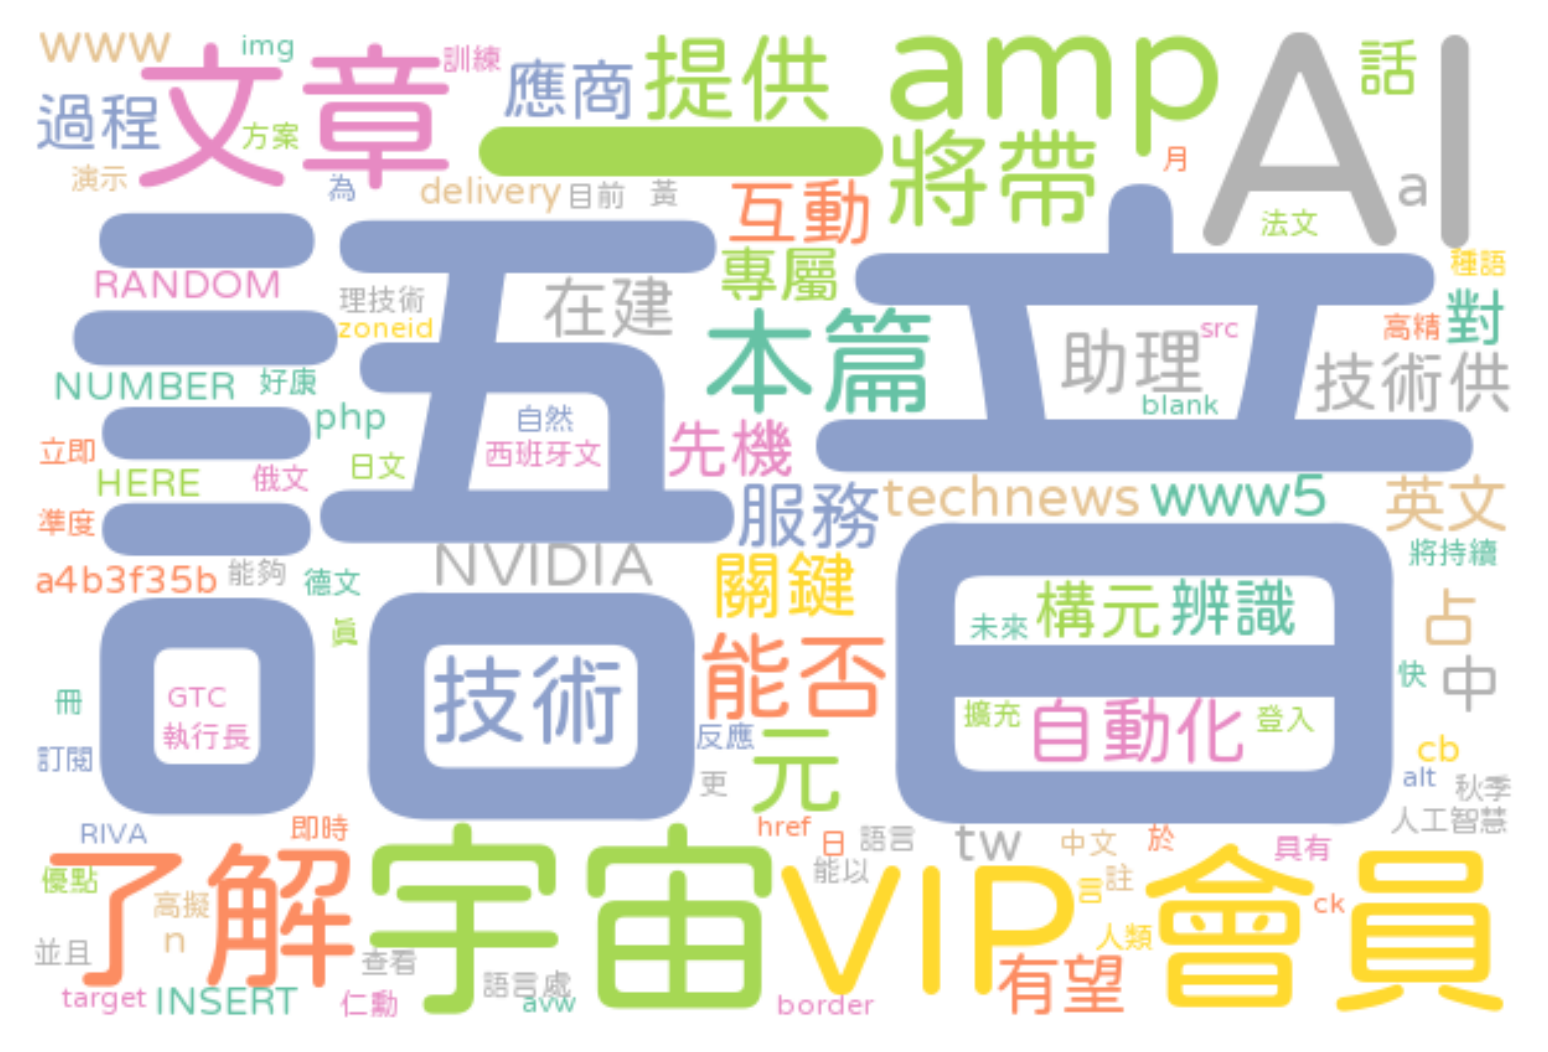 www
img
文章
訓練
應商
提供
amp
AI
話
過程
方案
一
將帶
月
演示
為
delivery
目前
黃
互動
a
法文
語音
RANDOM
理技術
zoneid
在建
專屬
種語
本篇
助理
src
高精
對
技術供
blank
NUMBER
好康
php
自然
西班牙文
先機
立即
日文
HERE
俄文
服務
technews
www5
英文
準度
NVIDIA
將持續
a4b3f35b
能夠
德文
關鍵
未來
構元
辨識
占
真
技術
能否
快
中
冊
GTC
執行長
擴充
自動化
登入
訂閱
反應
元
更
cb
alt
秋季
人工智慧
RIVA
即時
href
日
語言
tw
中文
於
具有
了解
宇宙
VIP
會員
能以
言
註
優點
高擬
n
ck
人類
並且
查看
有望
語言處
avw
target
INSERT
仁勳
border